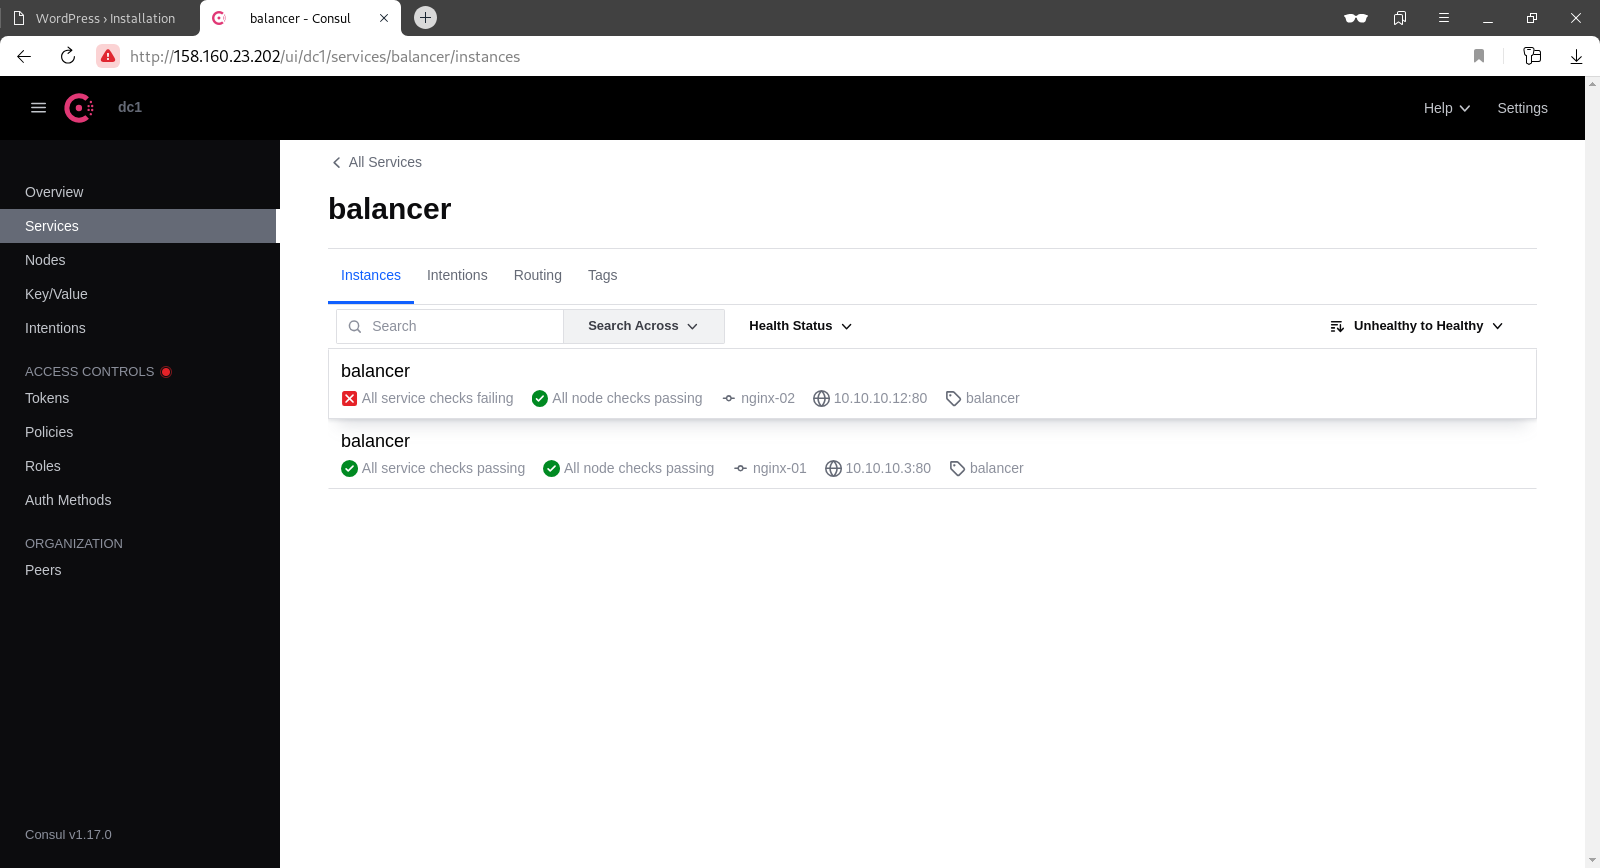 WordPress › Installation
balancer - Consul
http://158.160.23.202/ui/dc1/services/balancer/instances
dc1
Help
Settings
Overview
Services
Nodes
Key/Value
Intentions
ACCESS CONTROLS
Tokens
Policies
Roles
Auth Methods
ORGANIZATION
Peers
Consul v1.17.0
All Services
balancer
Instances Intentions Routing Tags
Search Search Across Health Status Unhealthy to Healthy
balancer
All service checks failing All node checks passing nginx-02 10.10.10.12:80 balancer
balancer
All service checks passing All node checks passing nginx-01 10.10.10.3:80 balancer